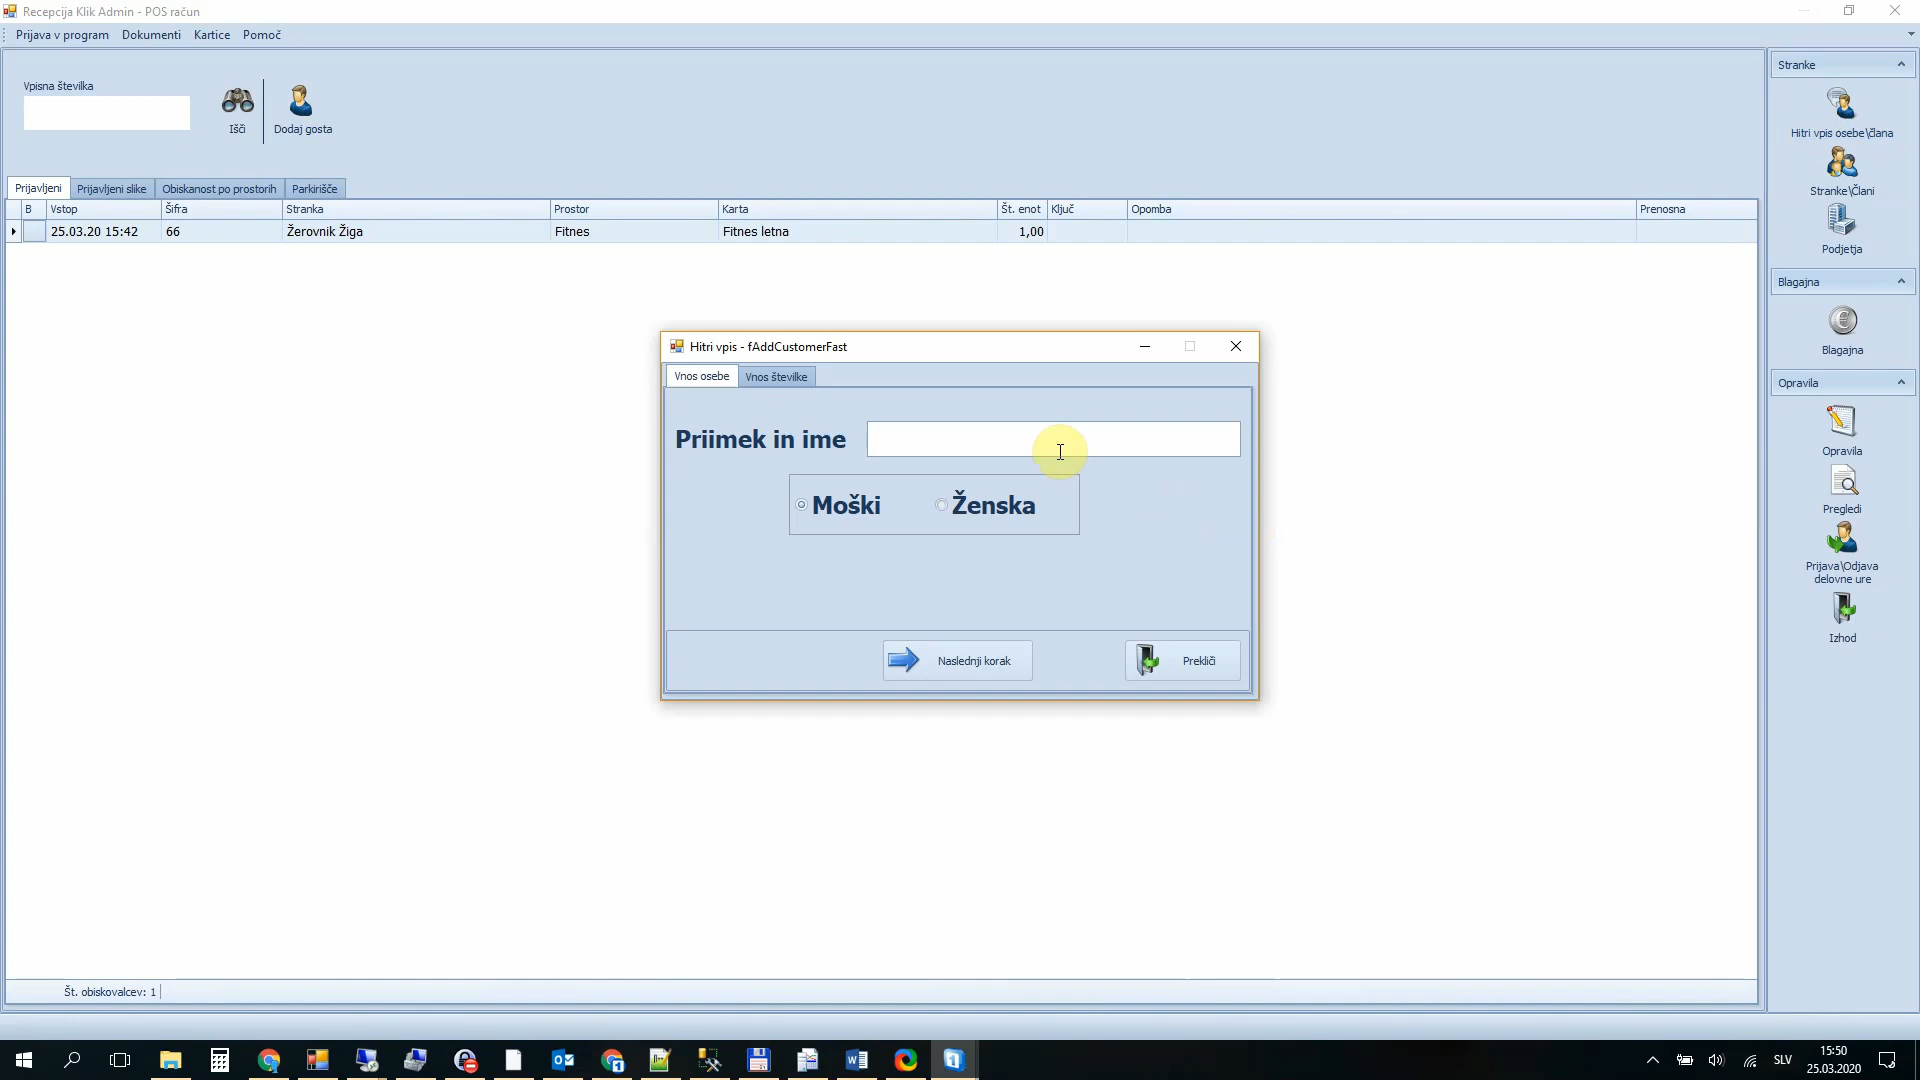 Recepcija Klik Admin - POS račun
Prijava v program Dokumenti Kartice Pomoč
Vpisna številka
Išči
Dodaj gosta
Prijavljeni Prijavljeni slike Obiskanost po prostorih Parkirišče
B Vstop Šifra Stranka Prostor Karta Št. enot Ključ Opomba Prenosna
25.03.20 15:42 66 Žerovnik Žiga Fitnes Fitnes letna 1,00
Hitri vpis - fAddCustomerFast
Vnos osebe Vnos številke
Priimek in ime
Moški Ženska
Naslednji korak
Prekliči
Stranke
Hitri vpis osebe\člana
Stranke\Člani
Podjetja
Blagajna
Blagajna
Opravila
Opravila
Pregledi
Prijava\Odjava
delovne ure
Izhod
Št. obiskovalcev: 1
SLV
15:50
25.03.2020